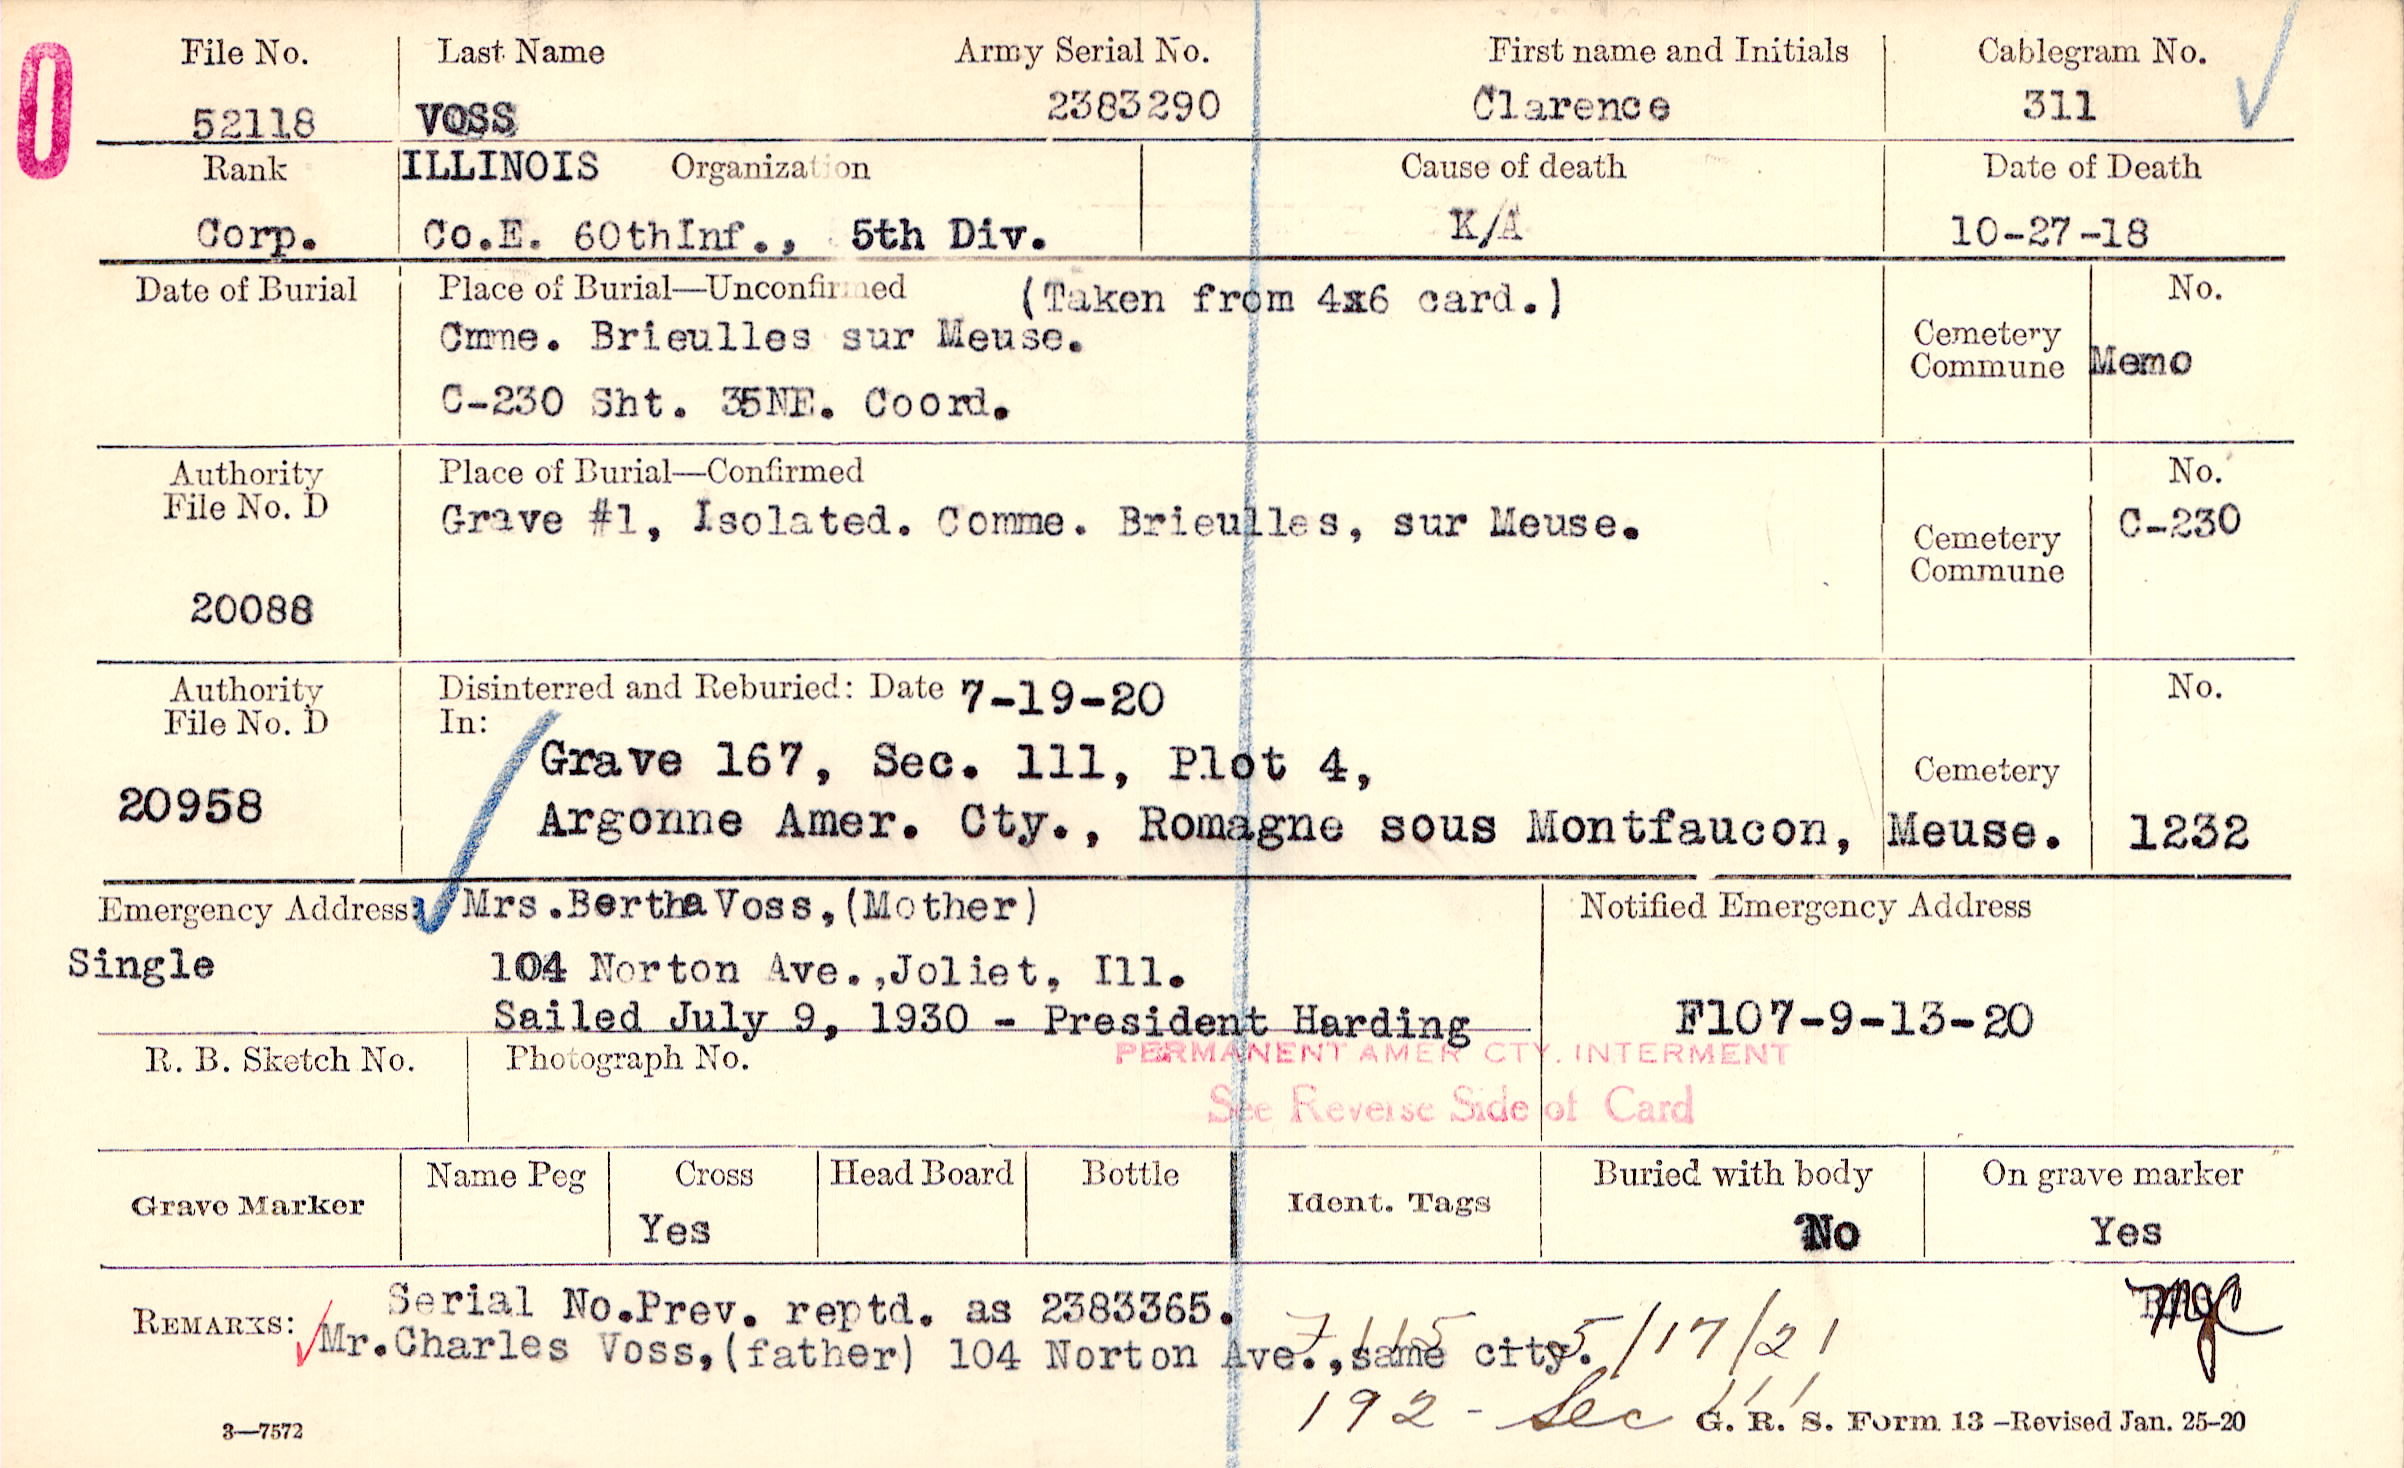 File No. Last Name Army Serial No. First name and Initials Cablegram No.
52118 VOSS 2383290 Clarence 311
Rank ILLINOIS Organization Cause of death Date of Death
Corp. Co.E. 60thInf., 5th Div. K/A 10-27-18
Date of Burial Place of Burial—Unconfirmed (Taken from 4x6 card.) No.
Cmme. Brieulles sur Meuse. Cemetery
Commune Memo
C-230 Sht. 35NE. Coord.
Authority Place of Burial—Confirmed No.
File No. D Grave #1, Isolated. Comme. Brieulles, sur Meuse. C-230
Cemetery
Commune
20088
Authority Disinterred and Reburied: Date 7-19-20 No.
File No. D In:
Grave 167, Sec. 111, Plot 4, Cemetery
20958 Argonne Amer. Cty., Romagne sous Montfaucon, Meuse. 1232
Emergency Address: Mrs.Bertha Voss,(Mother) Notified Emergency Address
Single 104 Norton Ave.,Joliet, Ill.
Sailed July 9, 1930 - President Harding F107-9-13-20
R. B. Sketch No. Photograph No. PERMANENT AMER CTY. INTERMENT
See Reverse Side of Card
Grave Marker Name Peg Cross Head Board Bottle Ident. Tags Buried with body On grave marker
Yes No Yes
REMARKS: Serial No.Prev. reptd. as 2383365. MGC
Mr.Charles Voss,(father) 104 Norton Ave.,same city. 5/17/21
192 - Sec 111
3—7572 G. R. S. Form 13 –Revised Jan. 25-20